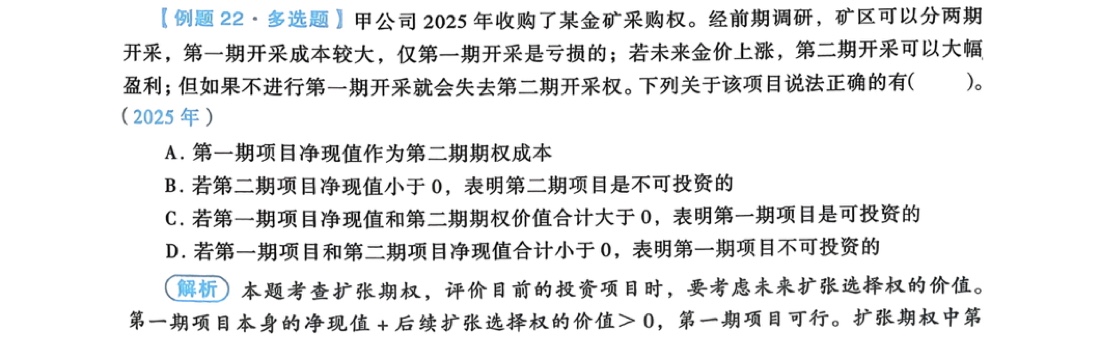 【例题 22·多选题】甲公司 2025 年收购了某金矿采购权。经前期调研，矿区可以分两期
开采，第一期开采成本较大，仅第一期开采是亏损的；若未来金价上涨，第二期开采可以大幅
盈利；但如果不进行第一期开采就会失去第二期开采权。下列关于该项目说法正确的有(　　)。
（2025 年）
A. 第一期项目净现值作为第二期期权成本
B. 若第二期项目净现值小于 0，表明第二期项目是不可投资的
C. 若第一期项目净现值和第二期期权价值合计大于 0，表明第一期项目是可投资的
D. 若第一期项目和第二期项目净现值合计小于 0，表明第一期项目不可投资的
解析 本题考查扩张期权，评价目前的投资项目时，要考虑未来扩张选择权的价值。
第一期项目本身的净现值＋后续扩张选择权的价值＞0，第一期项目可行。扩张期权中第